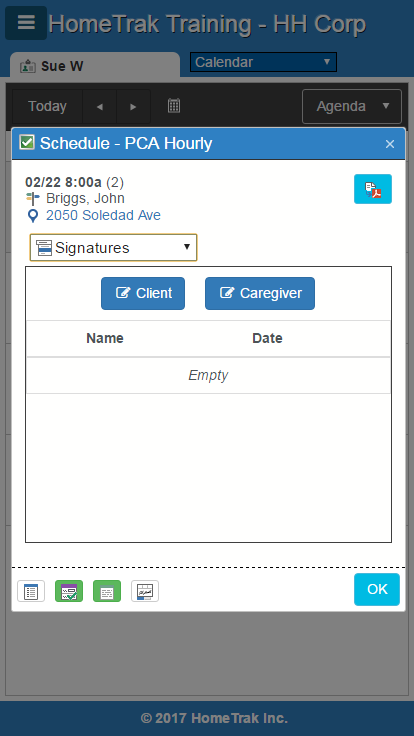 HomeTrak Training - HH Corp
Sue W
Calendar
Today
Agenda
Schedule - PCA Hourly
×
02/22 8:00a (2)
Briggs, John
2050 Soledad Ave
Signatures
Client
Caregiver
Name Date
Empty
OK
© 2017 HomeTrak Inc.